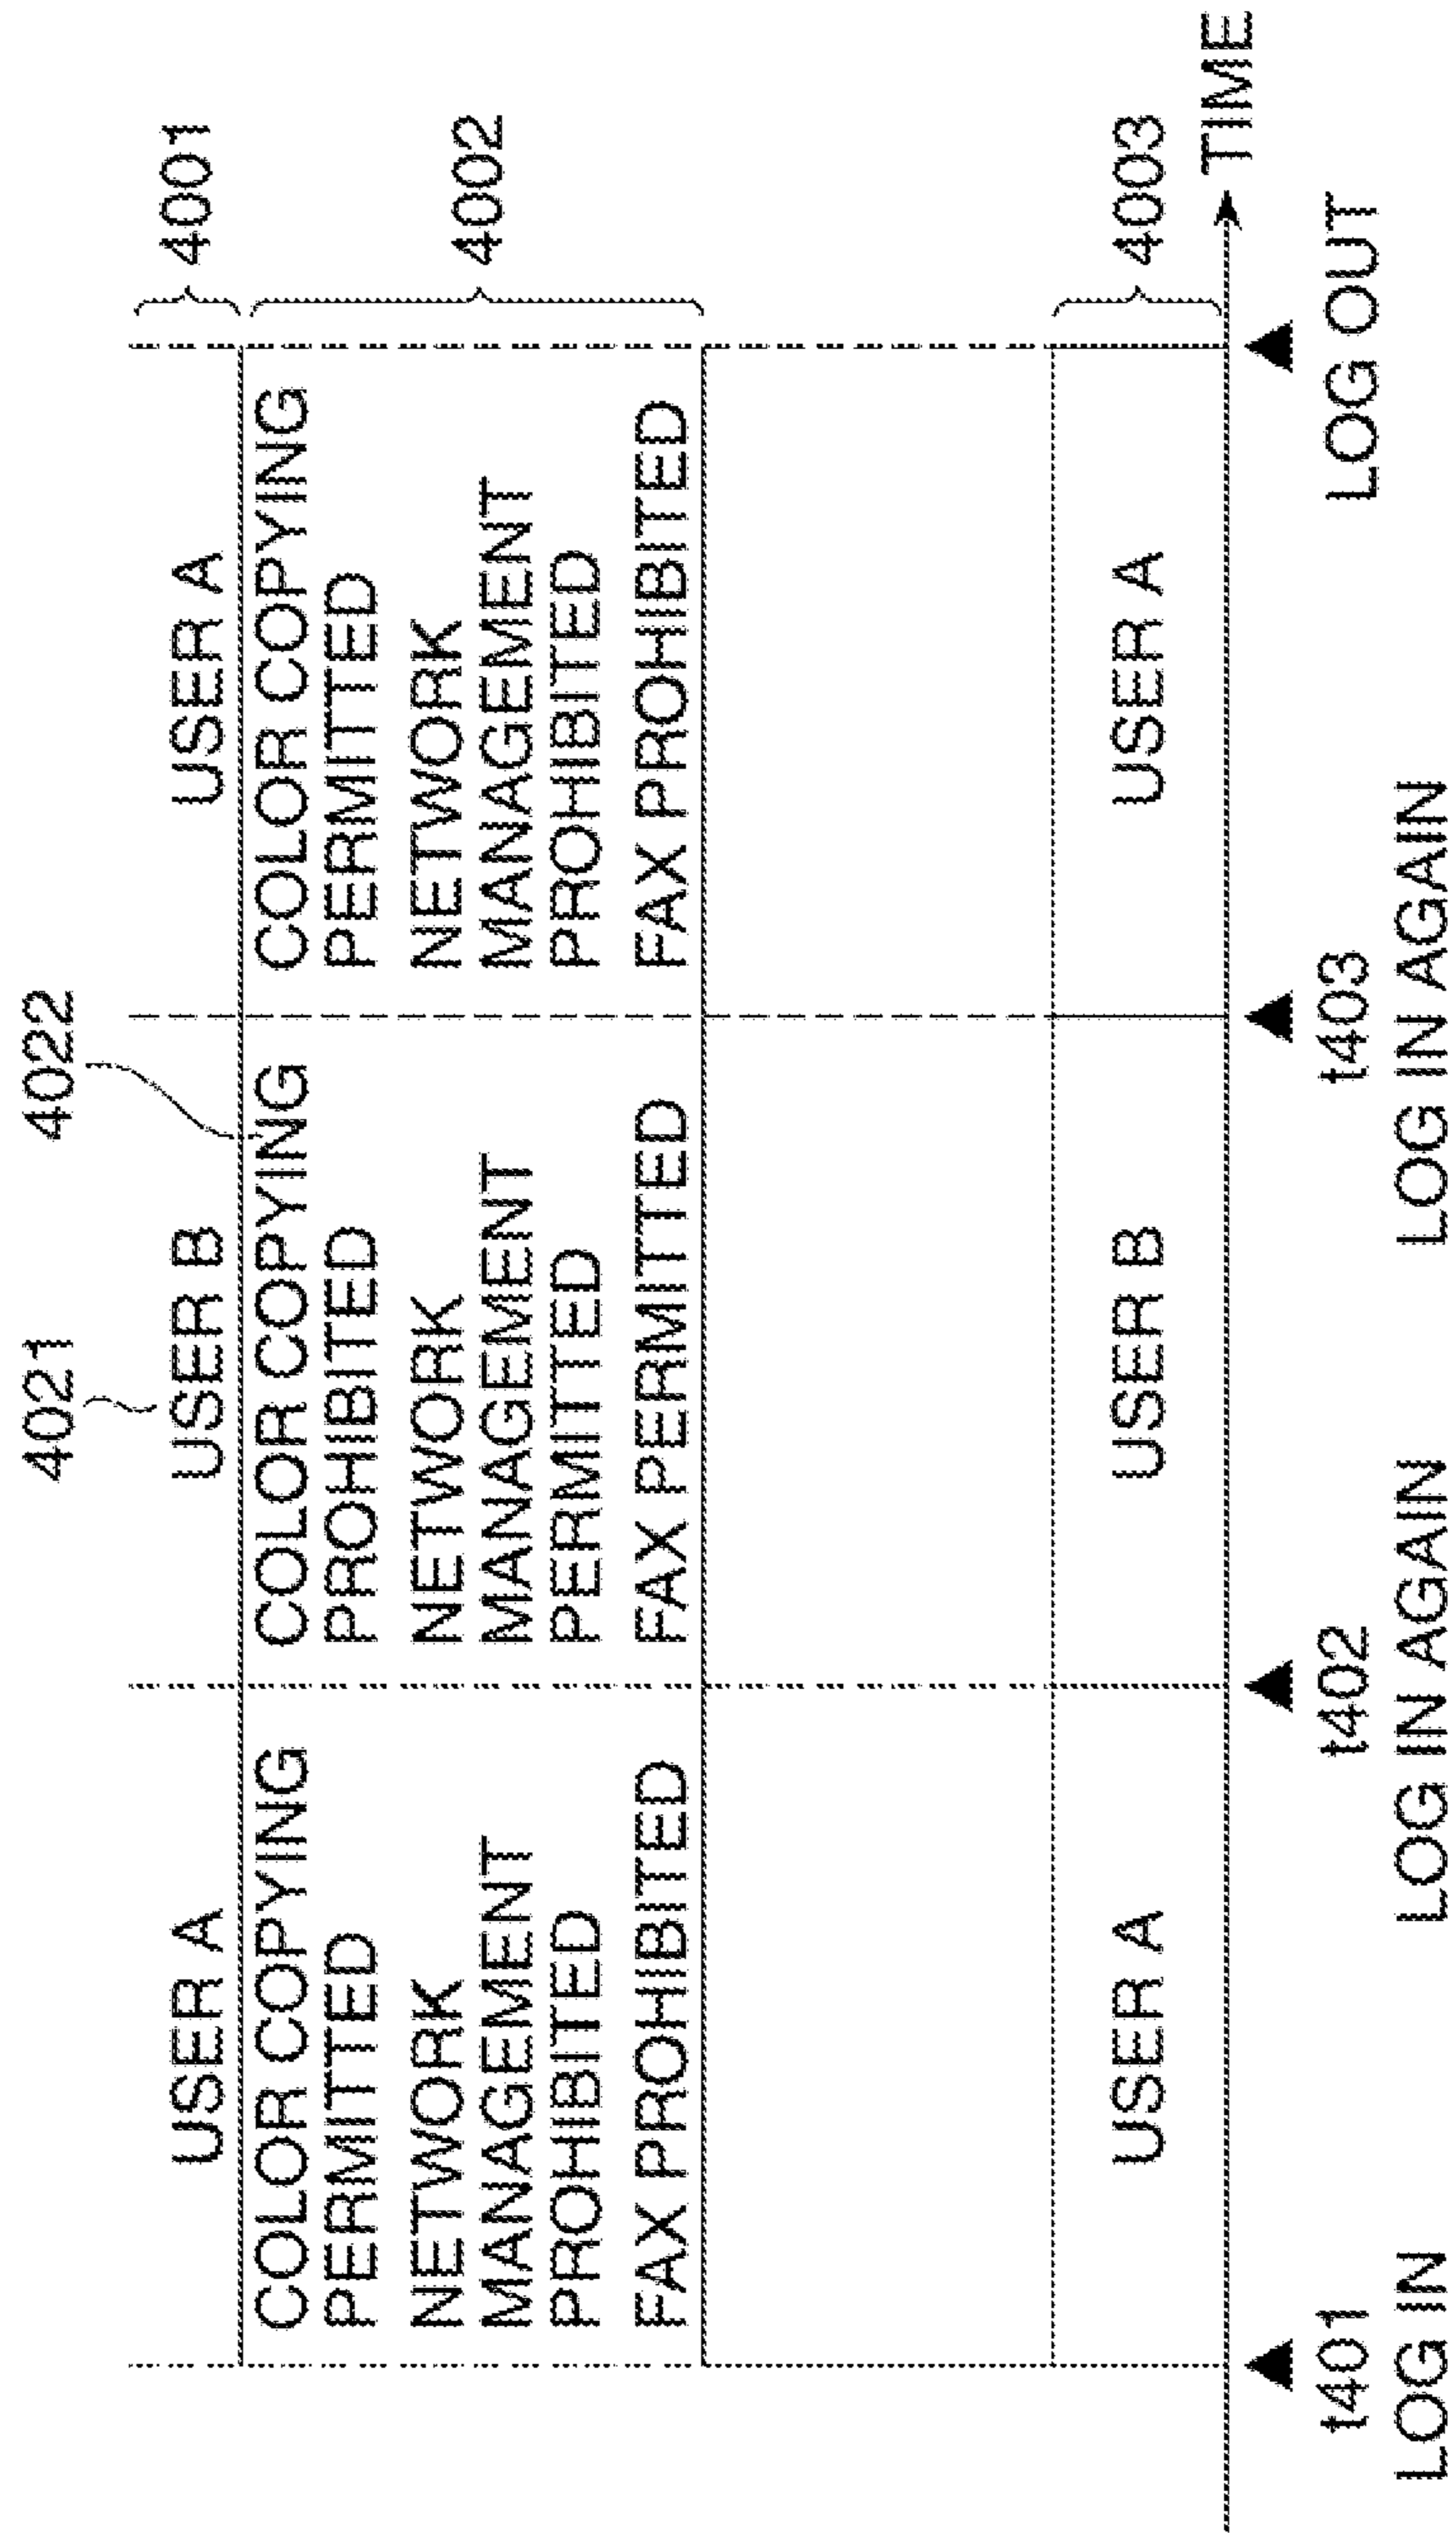 4021
4022
USER A
USER B
USER A
4001
COLOR COPYING
PERMITTED
NETWORK
MANAGEMENT
PROHIBITED
FAX PROHIBITED
COLOR COPYING
PROHIBITED
NETWORK
MANAGEMENT
PERMITTED
FAX PERMITTED
COLOR COPYING
PERMITTED
NETWORK
MANAGEMENT
PROHIBITED
FAX PROHIBITED
4002
USER A
USER B
USER A
4003
TIME
t401
LOG IN
t402
LOG IN AGAIN
t403
LOG IN AGAIN
LOG OUT